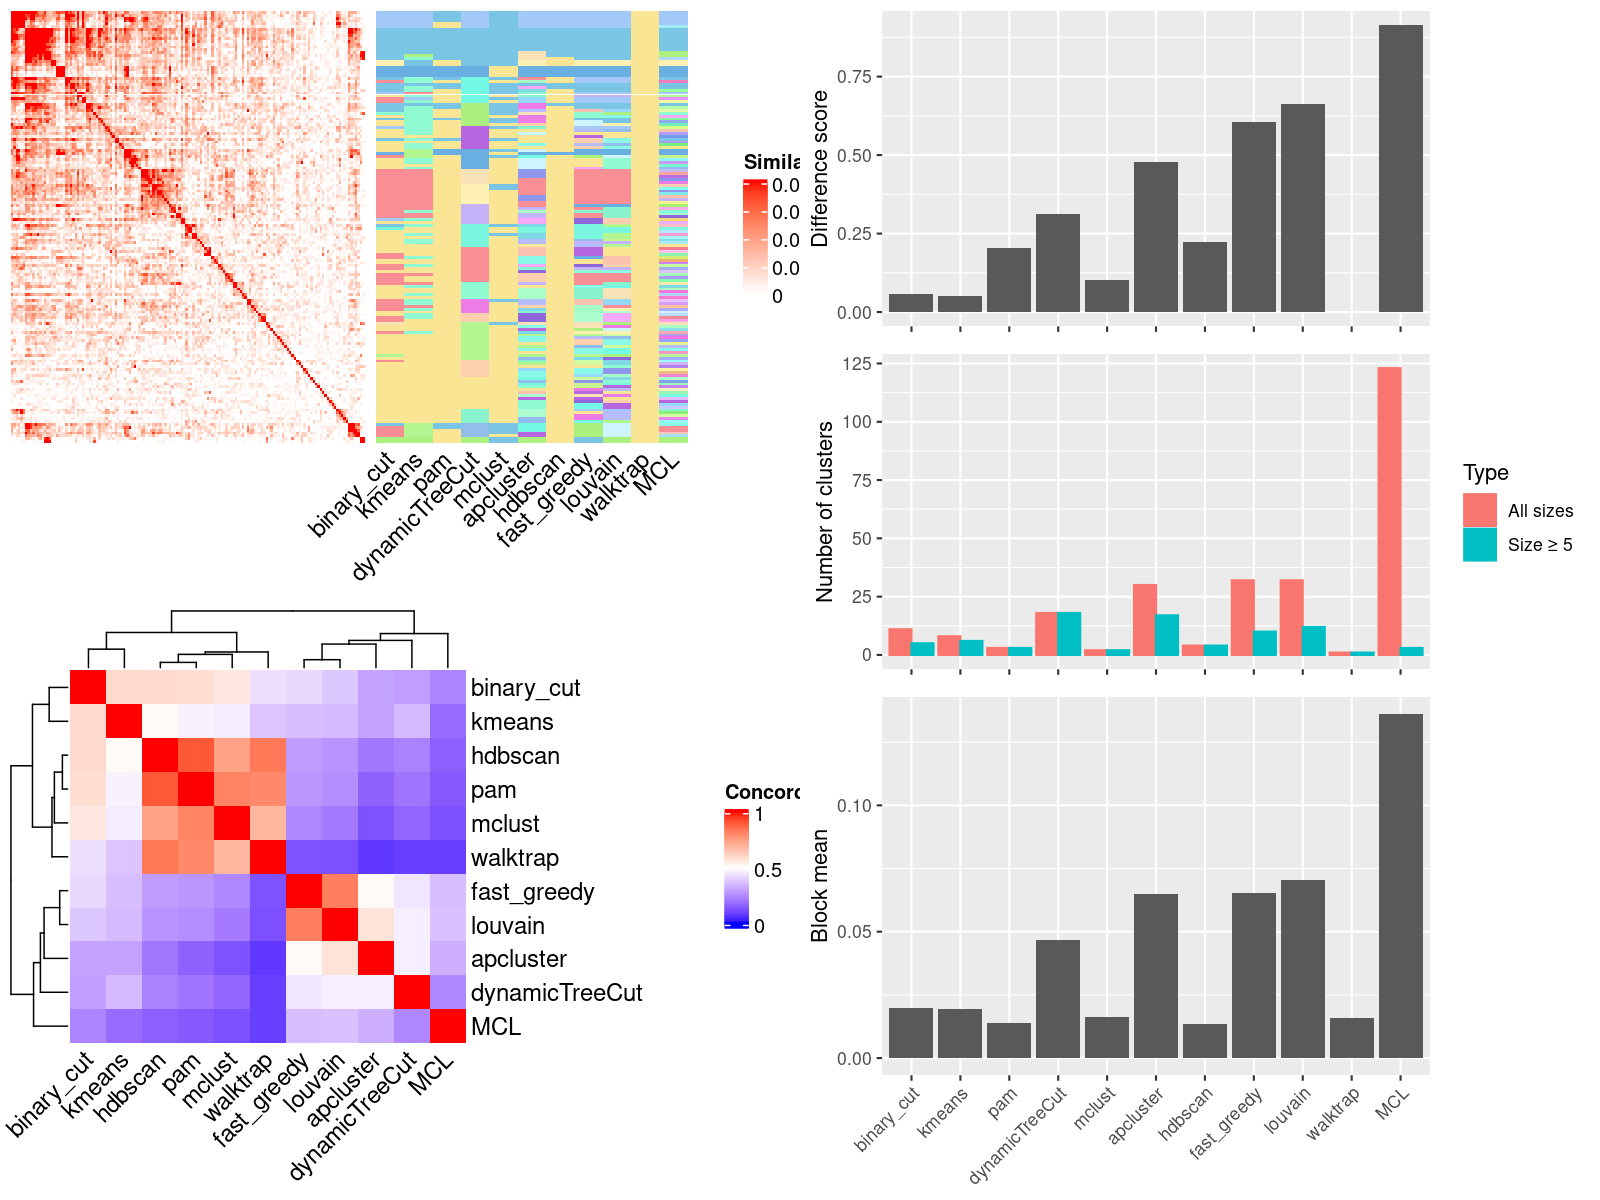 Simila
0.0
0.0
0.0
0.0
0
binary_cut
kmeans
pam
dynamicTreeCut
mclust
apcluster
hdbscan
fast_greedy
louvain
walktrap
MCL
binary_cut
kmeans
hdbscan
pam
mclust
walktrap
fast_greedy
louvain
apcluster
dynamicTreeCut
MCL
Concord
1
0.5
0
binary_cut
kmeans
hdbscan
pam
mclust
walktrap
fast_greedy
louvain
apcluster
dynamicTreeCut
MCL
Difference score
0.75
0.50
0.25
0.00
Number of clusters
125
100
75
50
25
0
Type
All sizes
Size ≥ 5
Block mean
0.10
0.05
0.00
binary_cut
kmeans
pam
dynamicTreeCut
mclust
apcluster
hdbscan
fast_greedy
louvain
walktrap
MCL